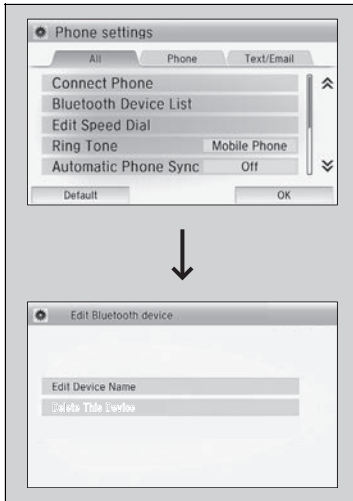 Phone settings
All Phone Text/Email
Connect Phone
Bluetooth Device List
Edit Speed Dial
Ring Tone Mobile Phone
Automatic Phone Sync Off
Default OK
Edit Bluetooth device
Edit Device Name
Delete This Device